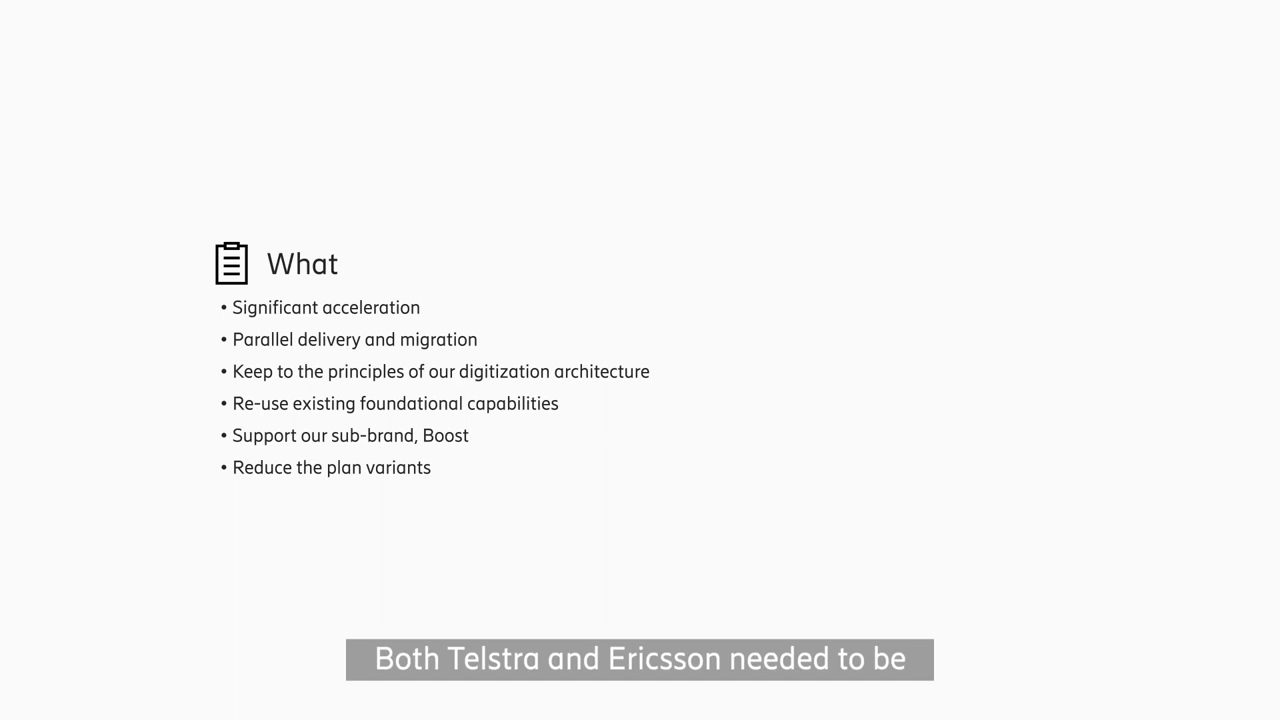 What
• Significant acceleration
• Parallel delivery and migration
• Keep to the principles of our digitization architecture
• Re-use existing foundational capabilities
• Support our sub-brand, Boost
• Reduce the plan variants
Both Telstra and Ericsson needed to be